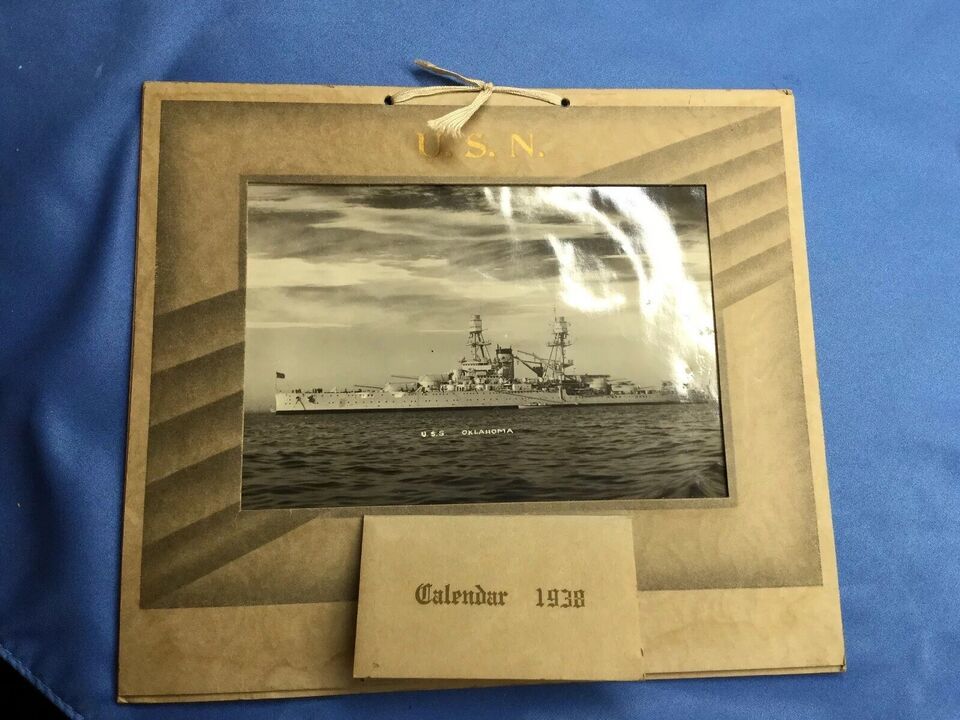 U. S. N.
U.S.S OKLAHOMA
Calendar 1938